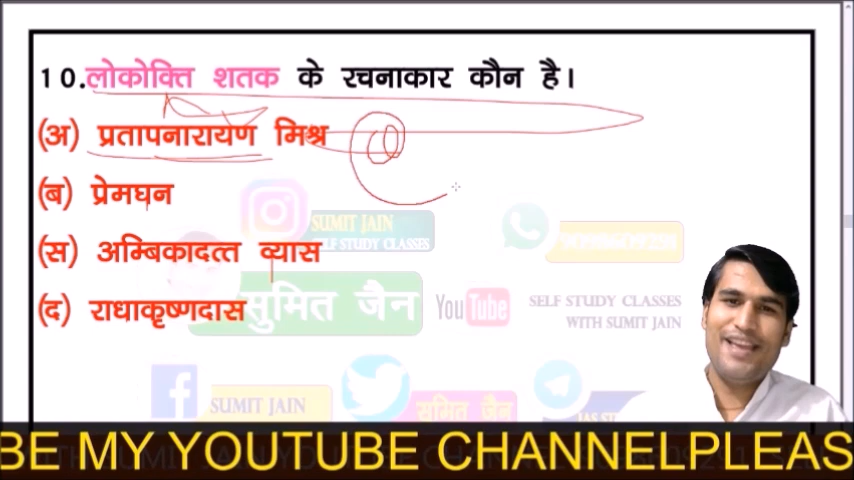 10.लोकोक्ति शतक के रचनाकार कौन है।
(अ) प्रतापनारायण मिश्र
(ब) प्रेमघन
(स) अम्बिकादत्त व्यास
(द) राधाकृष्णदास
SUMIT JAIN
SELF STUDY CLASSES
सुमित जैन
YouTube
SELF STUDY CLASSES
WITH SUMIT JAIN
SUMIT JAIN
सुमित जैन
BE MY YOUTUBE CHANNELPLEAS